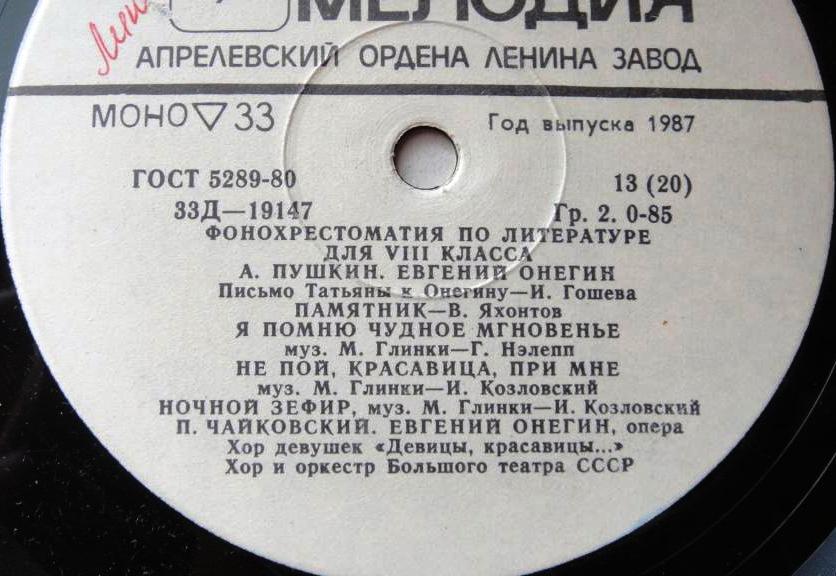 МЕЛОДИЯ
АПРЕЛЕВСКИЙ ОРДЕНА ЛЕНИНА ЗАВОД
МОНО ▽ 33 Год выпуска 1987
ГОСТ 5289-80 13 (20)
33Д—19147 Гр. 2. 0-85
ФОНОХРЕСТОМАТИЯ ПО ЛИТЕРАТУРЕ
ДЛЯ VIII КЛАССА
А. ПУШКИН. ЕВГЕНИЙ ОНЕГИН
Письмо Татьяны к Онегину—И. Гошева
ПАМЯТНИК—В. Яхонтов
Я ПОМНЮ ЧУДНОЕ МГНОВЕНЬЕ
муз. М. Глинки—Г. Нэлепп
НЕ ПОЙ, КРАСАВИЦА, ПРИ МНЕ
муз. М. Глинки—И. Козловский
НОЧНОЙ ЗЕФИР, муз. М. Глинки—И. Козловский
П. ЧАЙКОВСКИЙ. ЕВГЕНИЙ ОНЕГИН, опера
Хор девушек «Девицы, красавицы...»
Хор и оркестр Большого театра СССР